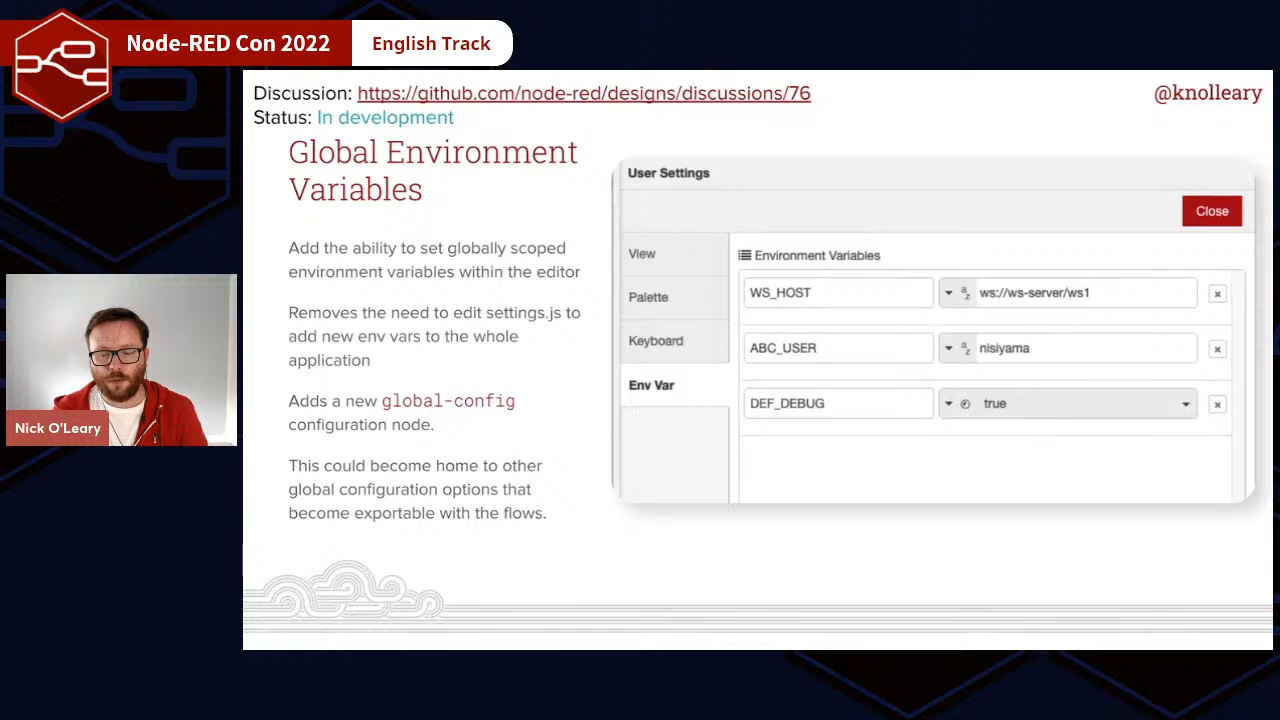 Node-RED Con 2022
English Track
Discussion: https://github.com/node-red/designs/discussions/76
@knolleary
Status: In development
Global Environment
Variables
Add the ability to set globally scoped
environment variables within the editor
Removes the need to edit settings.js to
add new env vars to the whole
application
Adds a new global-config
configuration node.
This could become home to other
global configuration options that
become exportable with the flows.
User Settings
Close
View
Palette
Keyboard
Env Var
Environment Variables
WS_HOST
ws://ws-server/ws1
ABC_USER
nisiyama
DEF_DEBUG
true
Nick O'Leary